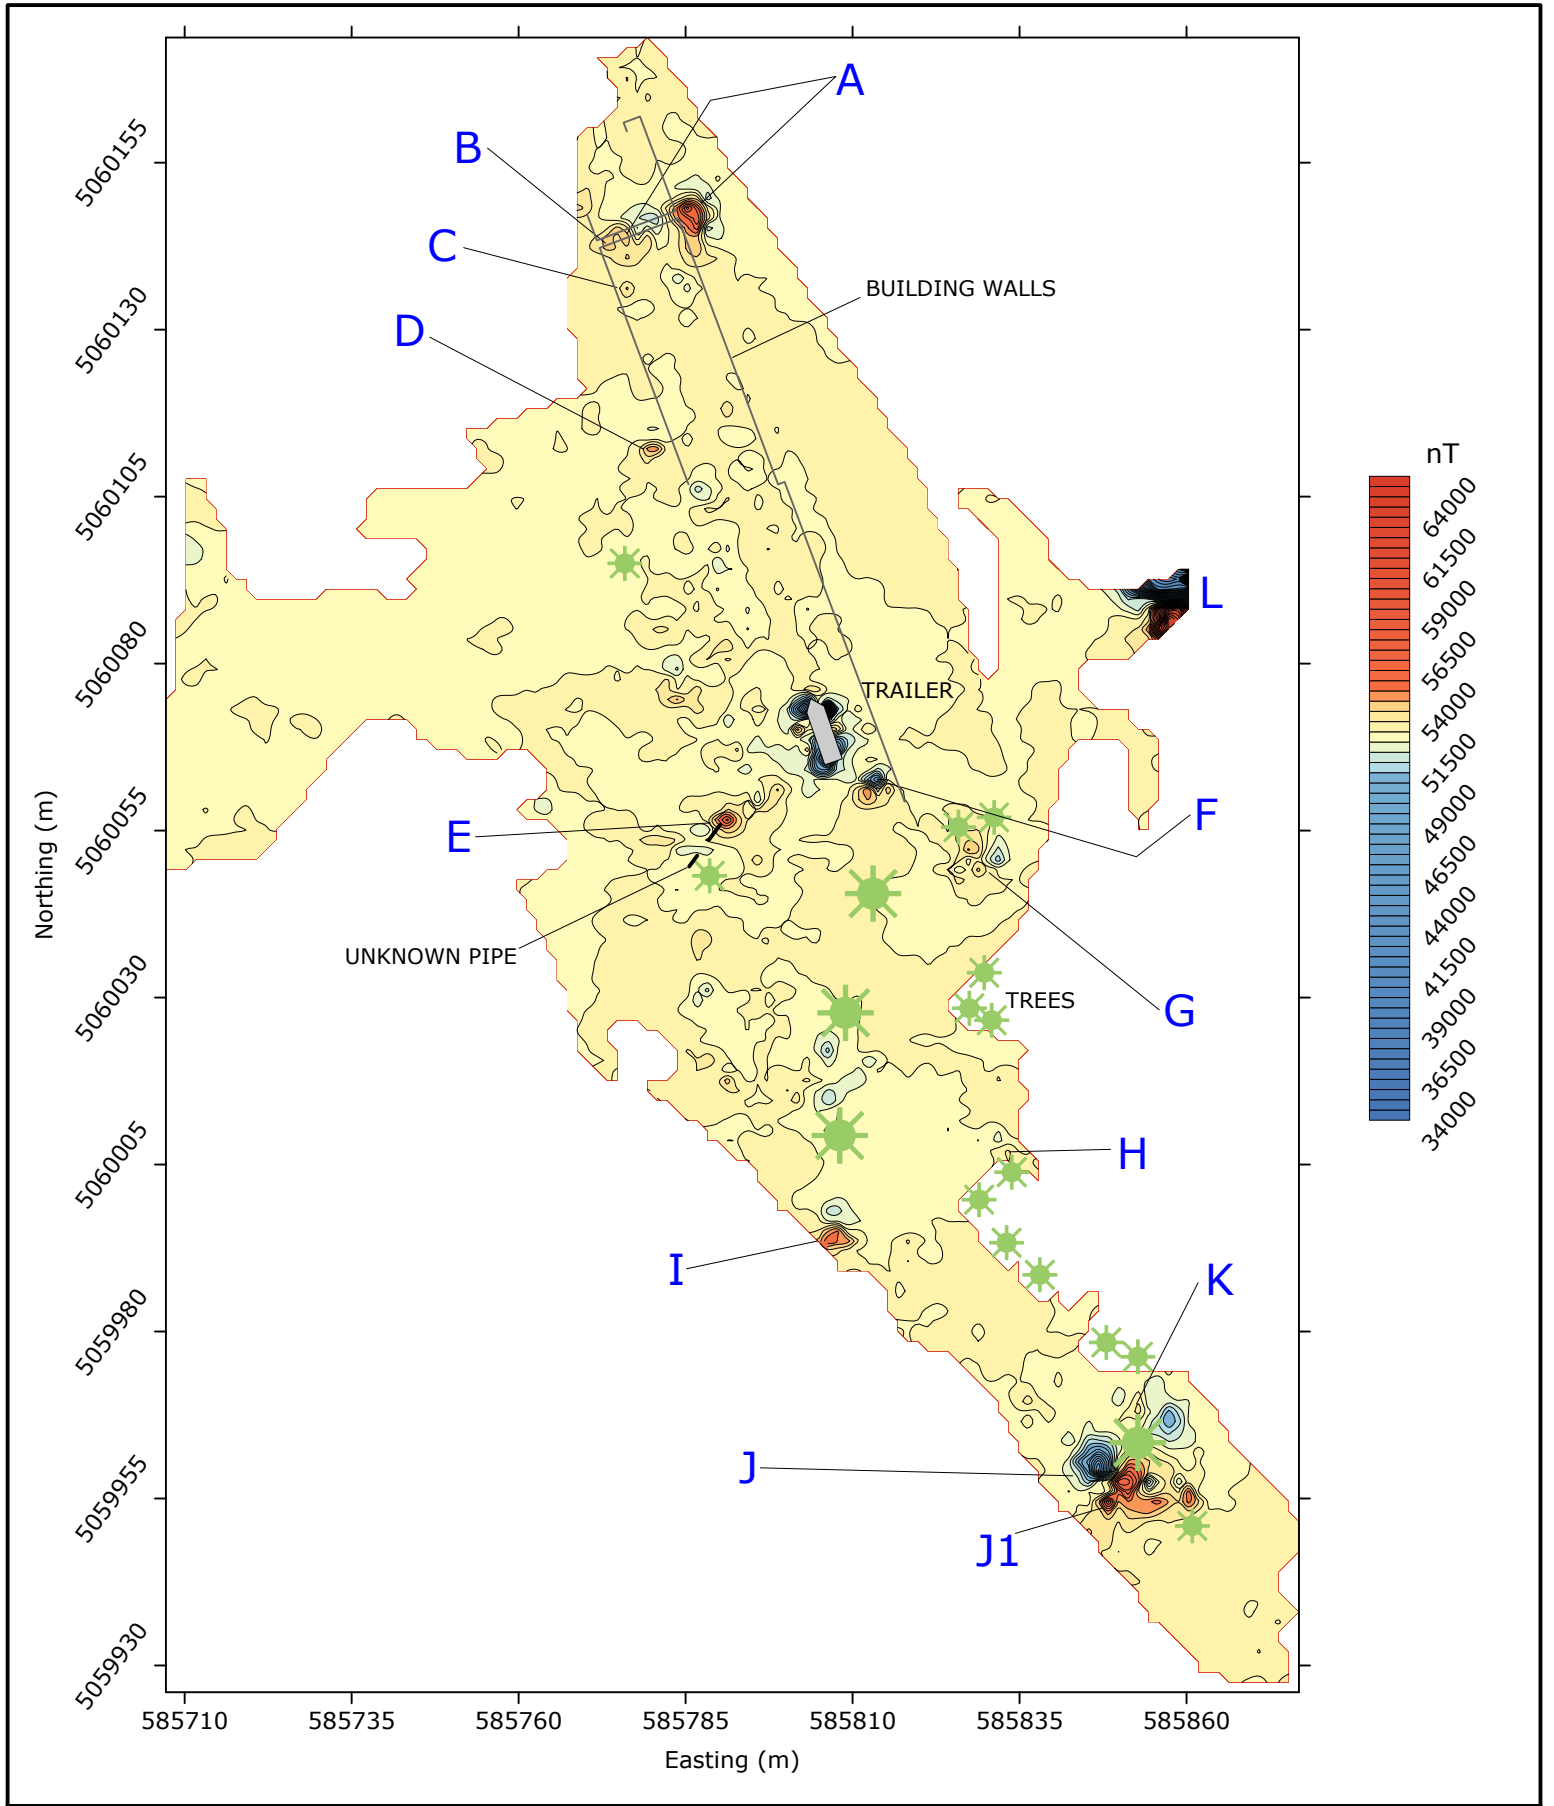 A
B
C
BUILDING WALLS
D
nT
L
TRAILER
F
E
UNKNOWN PIPE
TREES
G
H
I
K
J
J1
5060155
5060130
5060105
5060080
5060055
5060030
5060005
5059980
5059955
5059930
Northing (m)
585710 585735 585760 585785 585810 585835 585860
Easting (m)
64000
61500
59000
56500
54000
51500
49000
46500
44000
41500
39000
36500
34000